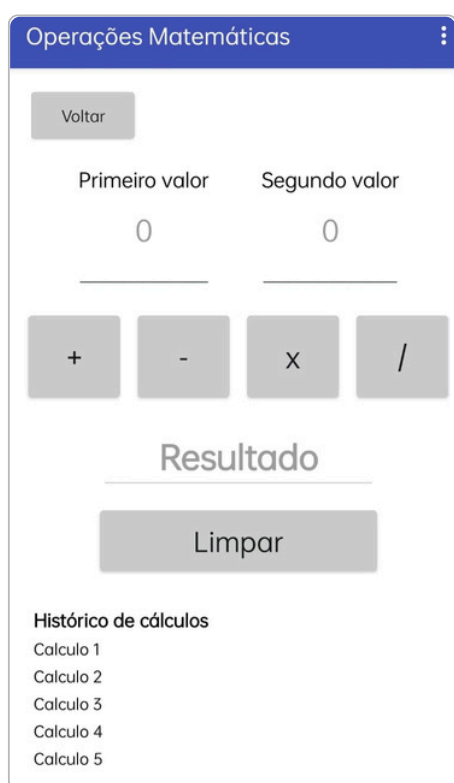 Operações Matemáticas
Voltar
Primeiro valor Segundo valor
0 0
+ - x /
Resultado
Limpar
Histórico de cálculos
Calculo 1
Calculo 2
Calculo 3
Calculo 4
Calculo 5